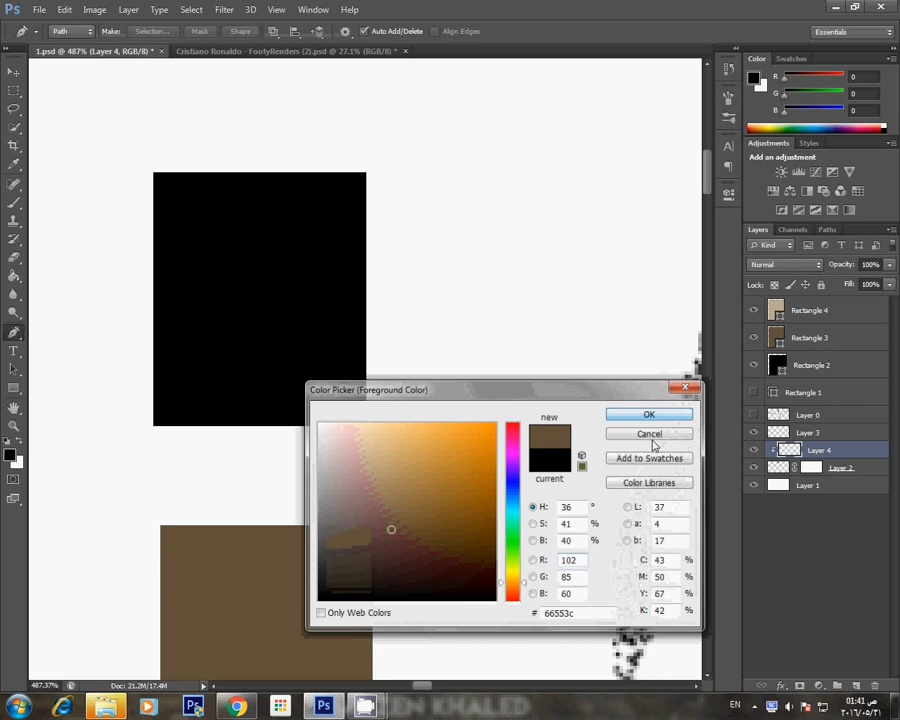 Ps File Edit Image Layer Type Select Filter 3D View Window Help
Path Make: Selection... Mask Shape Auto Add/Delete Align Edges Essentials
1.psd @ 487% (Layer 4, RGB/8) * × Cristiano Ronaldo - FootyRenders (2).psd @ 27.1% (RGB/8) * ×
Color Swatches
R 0
G 0
B 0
Adjustments Styles
Add an adjustment
Layers Channels Paths
Kind
Normal Opacity: 100%
Lock: Fill: 100%
Rectangle 4
Rectangle 3
Rectangle 2
Rectangle 1
Layer 0
Layer 3
Layer 4
Layer 2
Layer 1
Color Picker (Foreground Color)
new
current
OK
Cancel
Add to Swatches
Color Libraries
H: 36 ° L: 37
S: 41 % a: 4
B: 40 % b: 17
R: 102 C: 43 %
G: 85 M: 50 %
B: 60 Y: 67 %
# 66553c K: 42 %
Only Web Colors
487.37% Doc: 21.2M/17.4M
EN 01:41 ص
٢٠١٦/٠٥/٣١